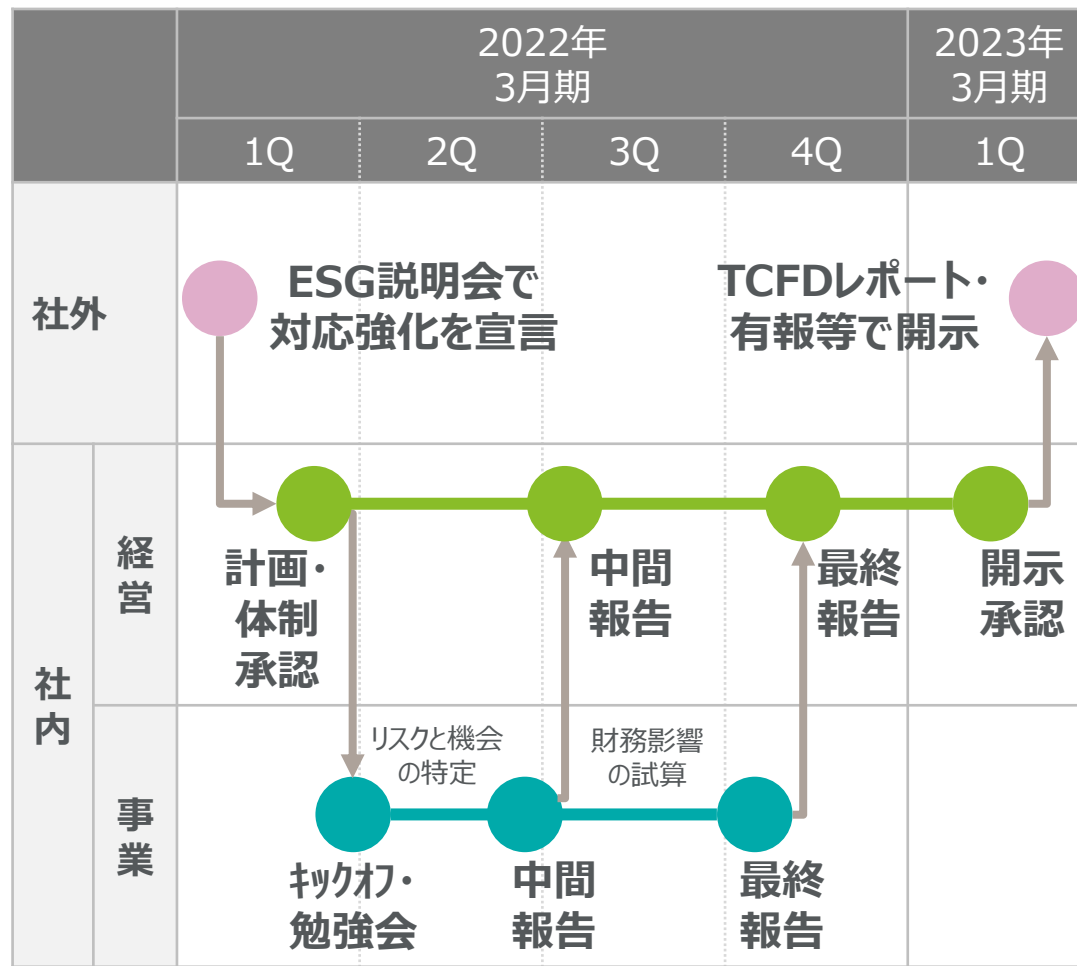 2022年
3月期
2023年
3月期
1Q
2Q
3Q
4Q
1Q
社外
ESG説明会で
対応強化を宣言
TCFDレポート・
有報等で開示
社内
経営
計画・
体制
承認
中間
報告
最終
報告
開示
承認
事業
リスクと機会
の特定
財務影響
の試算
ｷｯｸｵﾌ・
勉強会
中間
報告
最終
報告